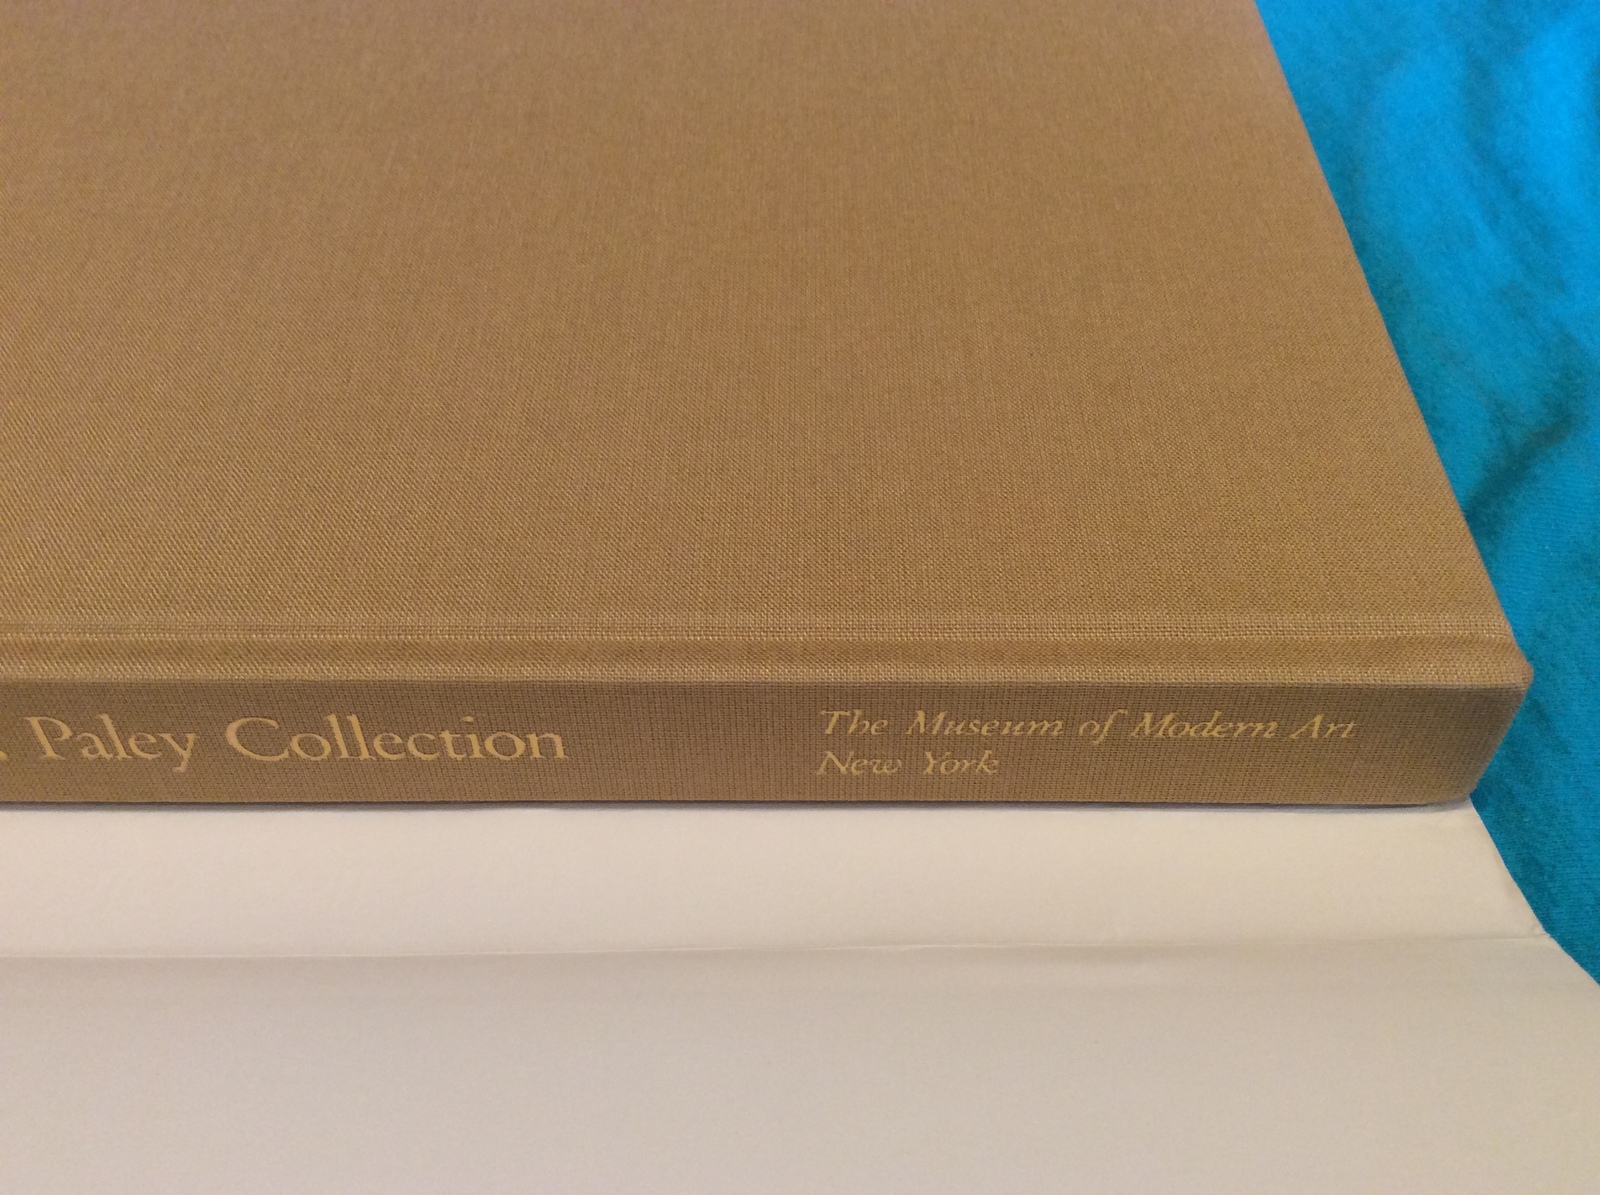 . Paley Collection
The Museum of Modern Art
New York